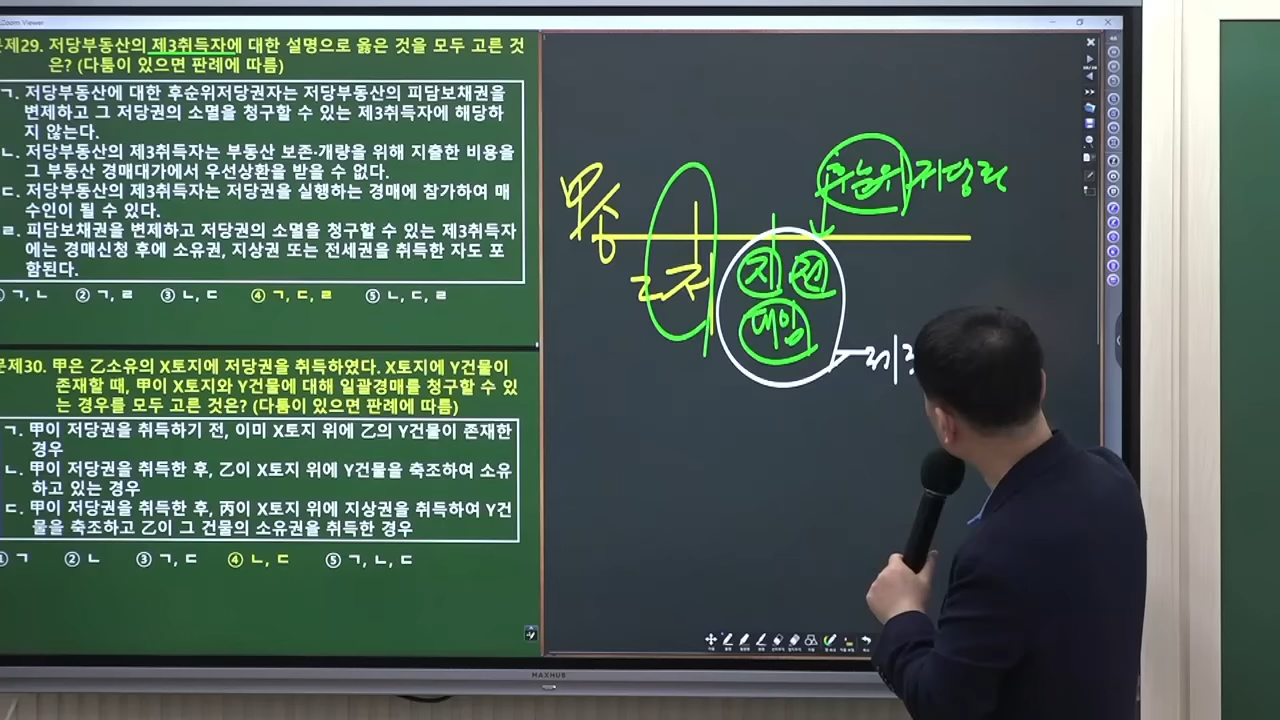 Zoom Viewer
문제29. 저당부동산의 제3취득자에 대한 설명으로 옳은 것을 모두 고른 것
은? (다툼이 있으면 판례에 따름)
ㄱ. 저당부동산에 대한 후순위저당권자는 저당부동산의 피담보채권을
변제하고 그 저당권의 소멸을 청구할 수 있는 제3취득자에 해당하
지 않는다.
ㄴ. 저당부동산의 제3취득자는 부동산 보존·개량을 위해 지출한 비용을
그 부동산 경매대가에서 우선상환을 받을 수 없다.
ㄷ. 저당부동산의 제3취득자는 저당권을 실행하는 경매에 참가하여 매
수인이 될 수 있다.
ㄹ. 피담보채권을 변제하고 저당권의 소멸을 청구할 수 있는 제3취득자
에는 경매신청 후에 소유권, 지상권 또는 전세권을 취득한 자도 포
함된다.
① ㄱ, ㄴ ② ㄱ, ㄹ ③ ㄴ, ㄷ ④ ㄱ, ㄷ, ㄹ ⑤ ㄴ, ㄷ, ㄹ
문제30. 甲은 乙소유의 X토지에 저당권을 취득하였다. X토지에 Y건물이
존재할 때, 甲이 X토지와 Y건물에 대해 일괄경매를 청구할 수 있
는 경우를 모두 고른 것은? (다툼이 있으면 판례에 따름)
ㄱ. 甲이 저당권을 취득하기 전, 이미 X토지 위에 乙의 Y건물이 존재한
경우
ㄴ. 甲이 저당권을 취득한 후, 乙이 X토지 위에 Y건물을 축조하여 소유
하고 있는 경우
ㄷ. 甲이 저당권을 취득한 후, 丙이 X토지 위에 지상권을 취득하여 Y건
물을 축조하고 乙이 그 건물의 소유권을 취득한 경우
① ㄱ ② ㄴ ③ ㄱ, ㄷ ④ ㄴ, ㄷ ⑤ ㄱ, ㄴ, ㄷ
후순위 저당권
甲
지 전
대임
제3
MAXHUB